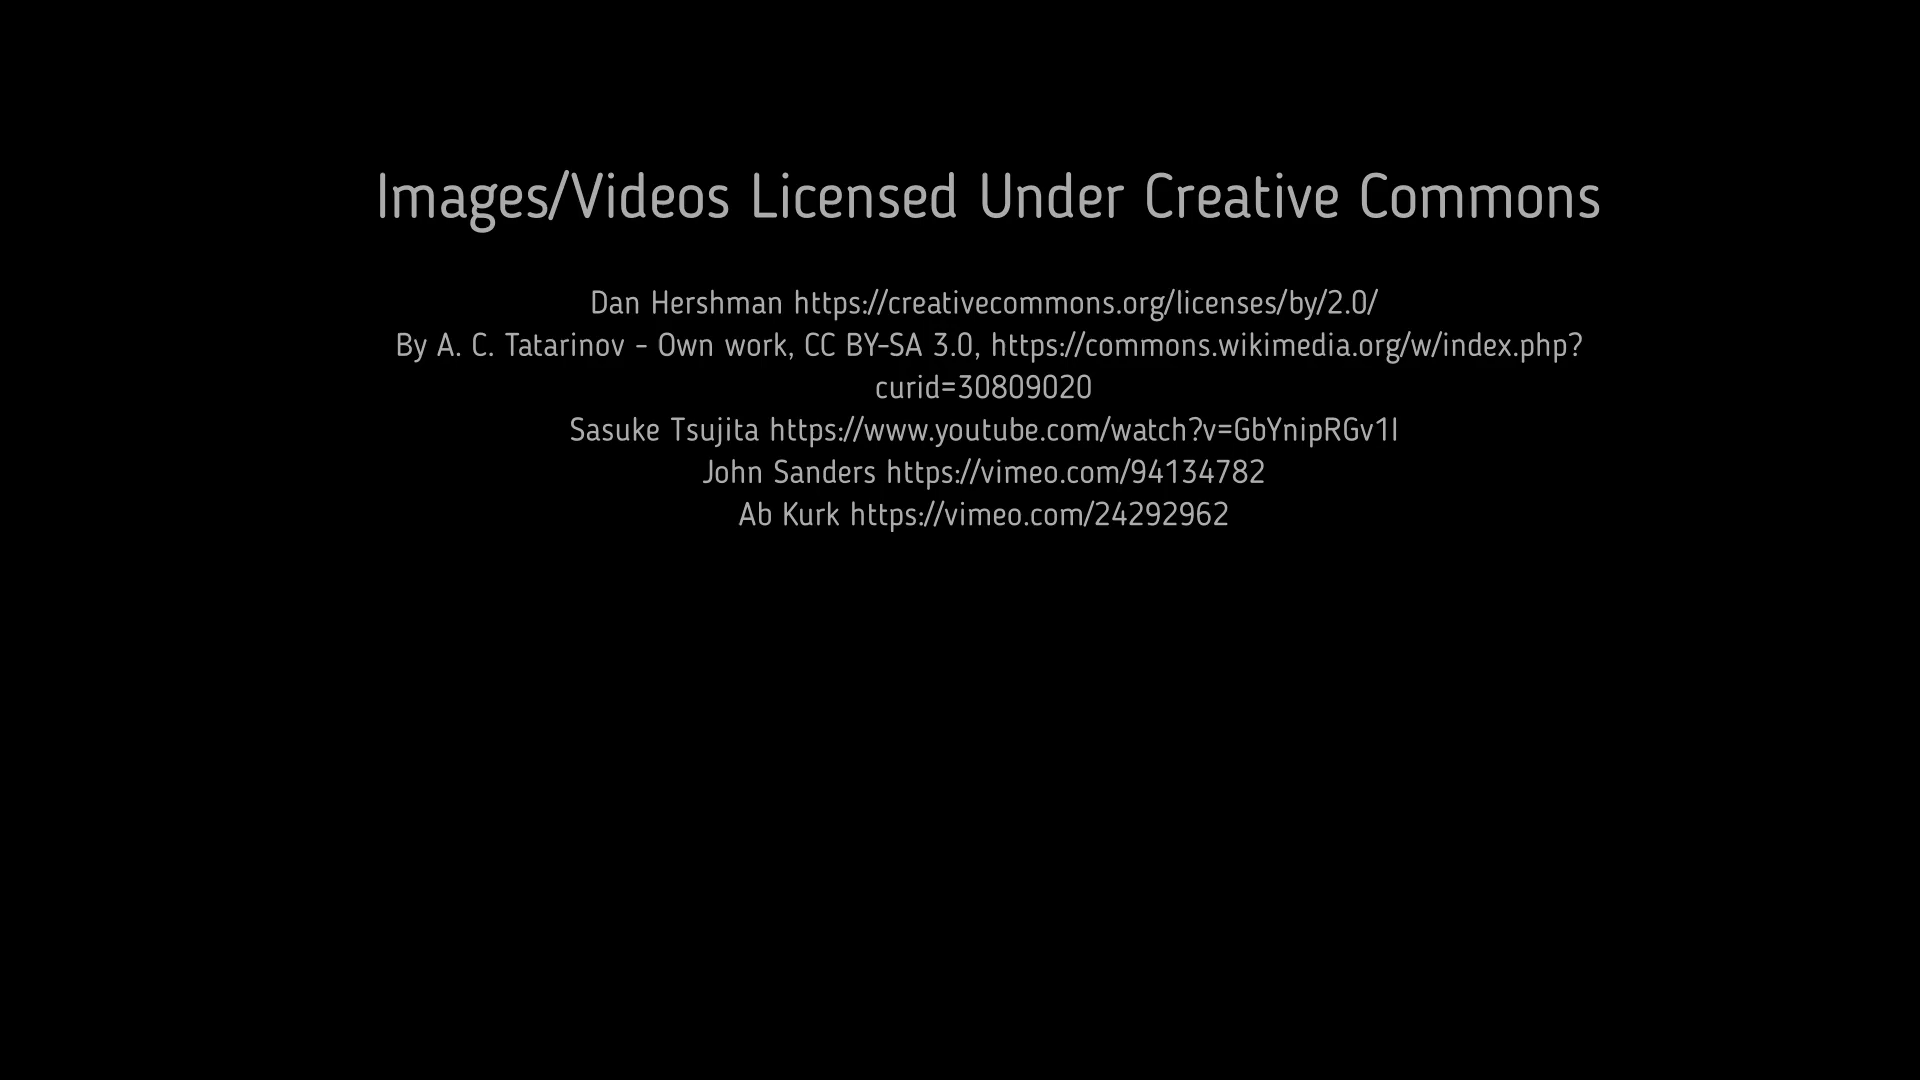 Images/Videos Licensed Under Creative Commons
Dan Hershman https://creativecommons.org/licenses/by/2.0/
By A. C. Tatarinov - Own work, CC BY-SA 3.0, https://commons.wikimedia.org/w/index.php?
curid=30809020
Sasuke Tsujita https://www.youtube.com/watch?v=GbYnipRGv1I
John Sanders https://vimeo.com/94134782
Ab Kurk https://vimeo.com/24292962